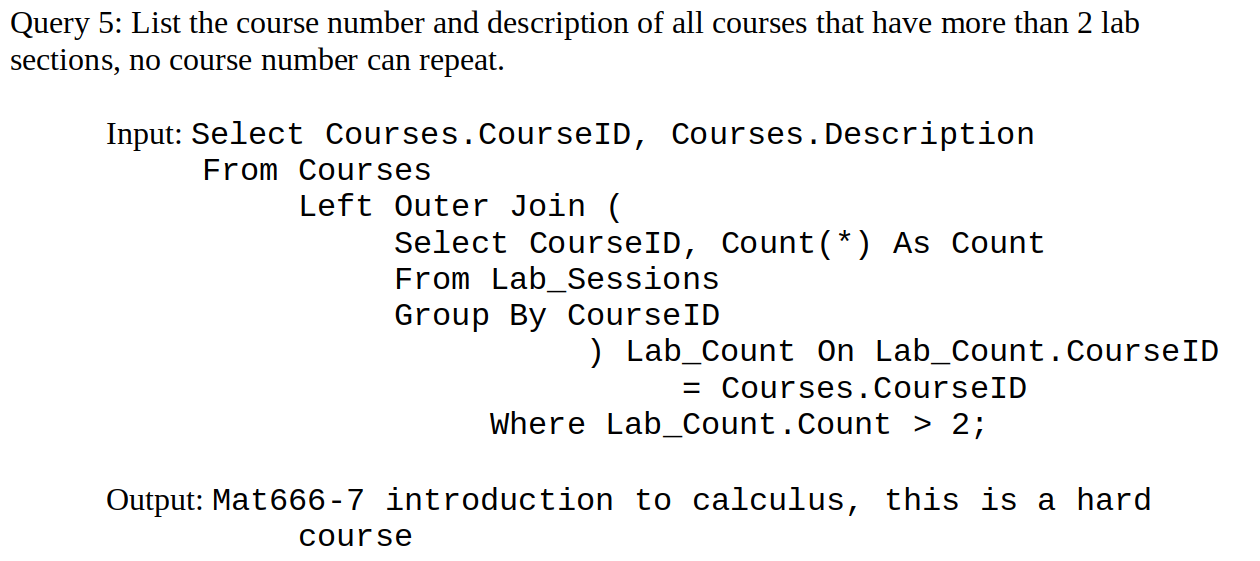 Query 5: List the course number and description of all courses that have more than 2 lab
sections, no course number can repeat.
Input: Select Courses.CourseID, Courses.Description
From Courses
Left Outer Join (
Select CourseID, Count(*) As Count
From Lab_Sessions
Group By CourseID
) Lab_Count On Lab_Count.CourseID
= Courses.CourseID
Where Lab_Count.Count > 2;
Output: Mat666-7 introduction to calculus, this is a hard
course